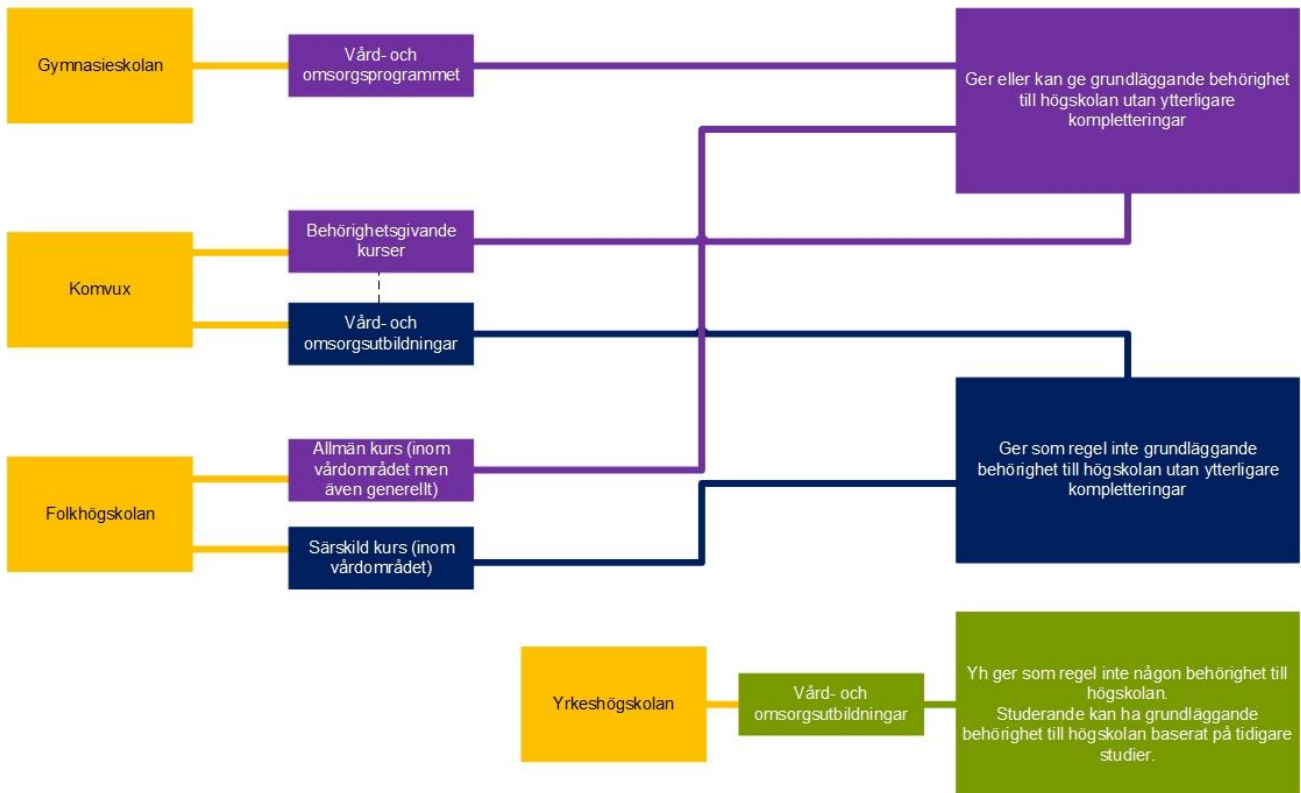 Gymnasieskolan
Vård- och
omsorgsprogrammet
Ger eller kan ge grundläggande behörighet
till högskolan utan ytterligare
kompletteringar
Komvux
Behörighetsgivande
kurser
Vård- och
omsorgsutbildningar
Folkhögskolan
Allmän kurs (inom
vårdområdet men
även generellt)
Särskild kurs (inom
vårdområdet)
Ger som regel inte grundläggande
behörighet till högskolan utan ytterligare
kompletteringar
Yrkeshögskolan
Vård- och
omsorgsutbildningar
Yh ger som regel inte någon behörighet till
högskolan.
Studerande kan ha grundläggande
behörighet till högskolan baserat på tidigare
studier.